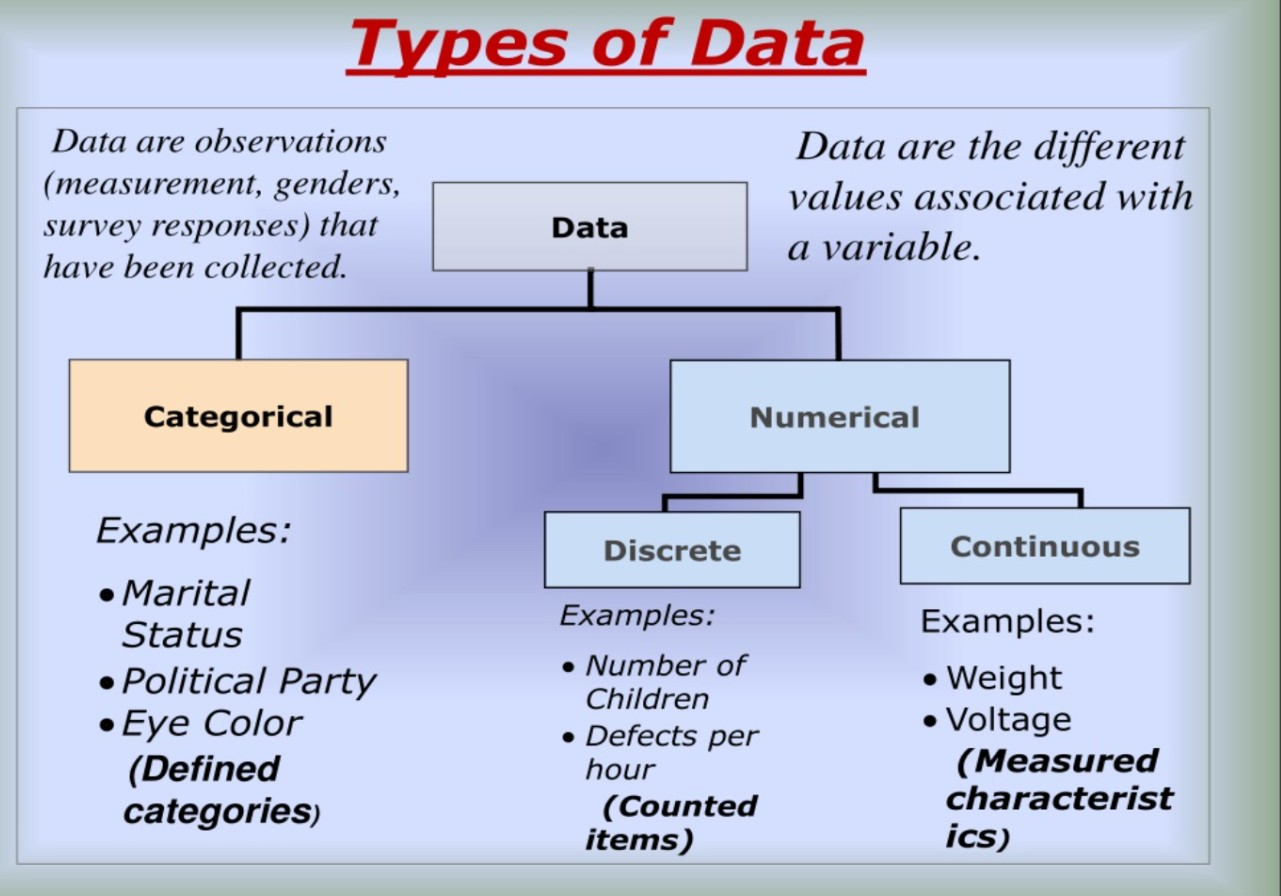 Types of Data
Data are observations
(measurement, genders,
survey responses) that
have been collected.
Data are the different
values associated with
a variable.
Data
Categorical
Numerical
Examples:
•Marital
Status
•Political Party
•Eye Color
(Defined
categories)
Discrete
Examples:
• Number of
Children
• Defects per
hour
(Counted
items)
Continuous
Examples:
• Weight
• Voltage
(Measured
characterist
ics)